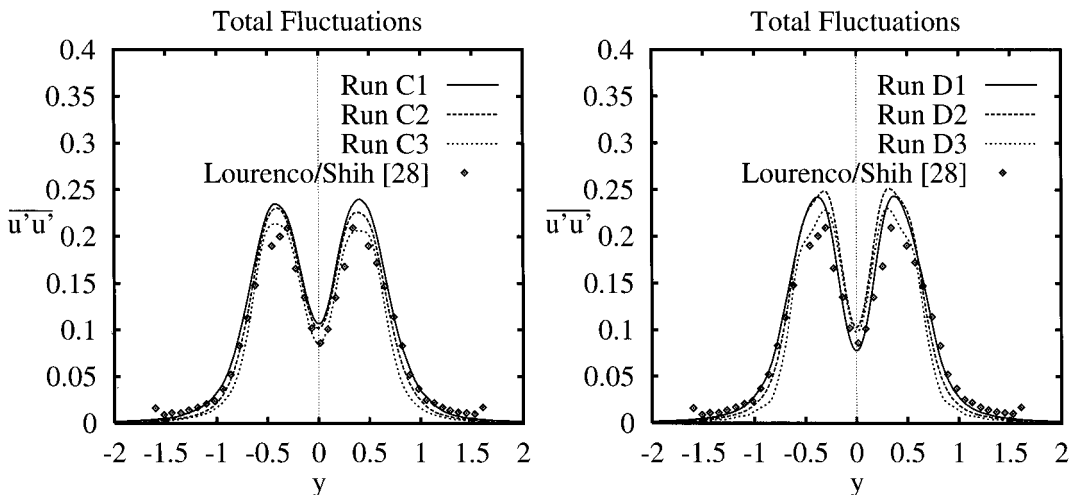 Total Fluctuations
0.4
0.35
0.3
0.25
0.2
0.15
0.1
0.05
0
u'u'
Run C1
Run C2
Run C3
Lourenco/Shih [28]
-2 -1.5 -1 -0.5 0 0.5 1 1.5 2
y
Total Fluctuations
0.4
0.35
0.3
0.25
0.2
0.15
0.1
0.05
0
u'u'
Run D1
Run D2
Run D3
Lourenco/Shih [28]
-2 -1.5 -1 -0.5 0 0.5 1 1.5 2
y